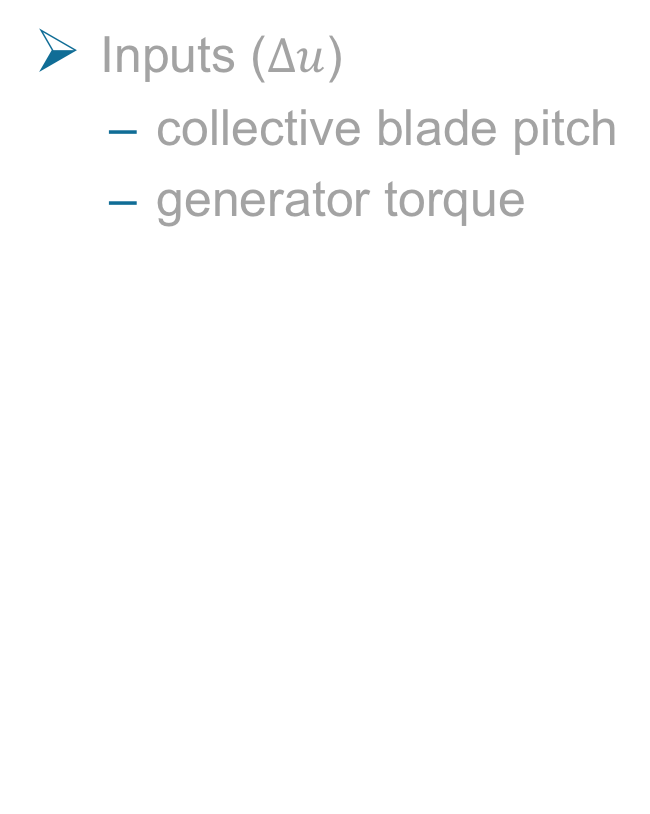 Inputs (Δu)
– collective blade pitch
– generator torque